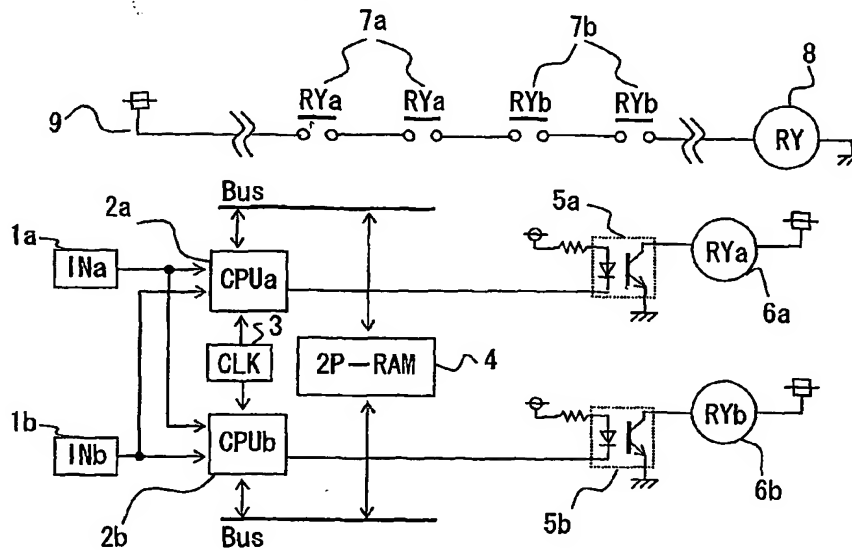 7a 7b
8
RYa RYa RYb RYb
9
RY
Bus
2a
5a
1a
INa
CPUa
RYa
3
6a
CLK
2P-RAM
4
1b
INb
CPUb
RYb
2b
Bus
5b
6b